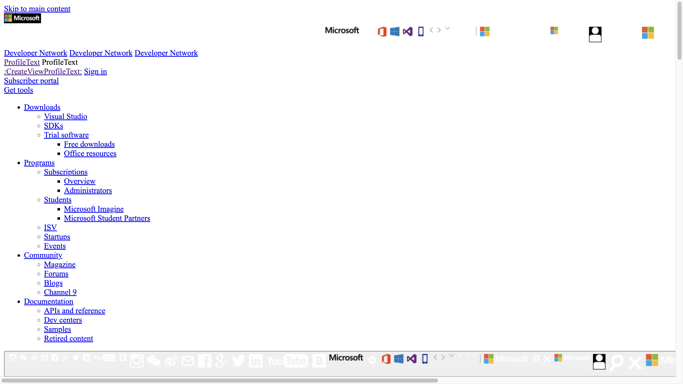 Skip to main content
Microsoft
Microsoft
Developer Network Developer Network Developer Network
ProfileText ProfileText
:CreateViewProfileText: Sign in
Subscriber portal
Get tools
Downloads
Visual Studio
SDKs
Trial software
Free downloads
Office resources
Programs
Subscriptions
Overview
Administrators
Students
Microsoft Imagine
Microsoft Student Partners
ISV
Startups
Events
Community
Magazine
Forums
Blogs
Channel 9
Documentation
APIs and reference
Dev centers
Samples
Retired content
You Tube Microsoft Microsoft